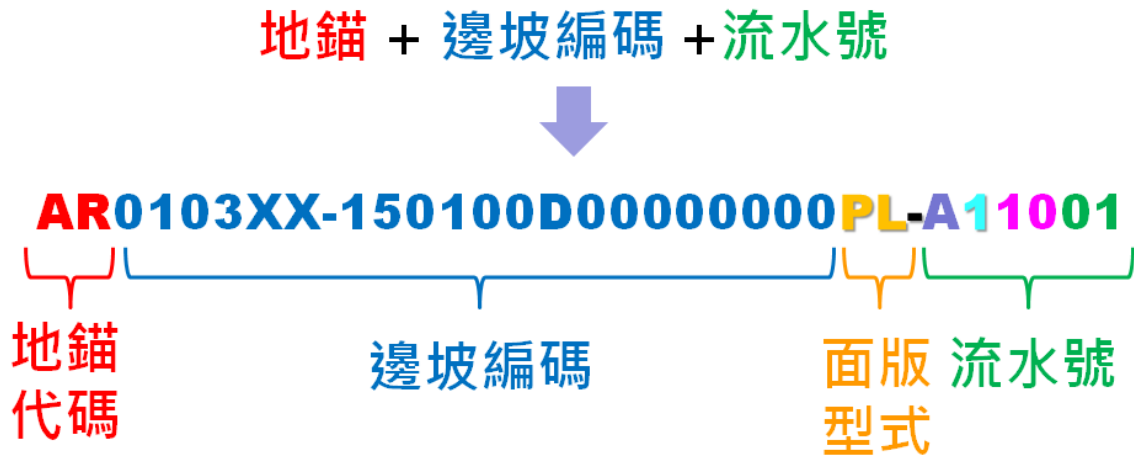 地錨 + 邊坡編碼 +流水號
AR0103XX-150100D00000000PL-A11001
地錨代碼
邊坡編碼
面版型式
流水號